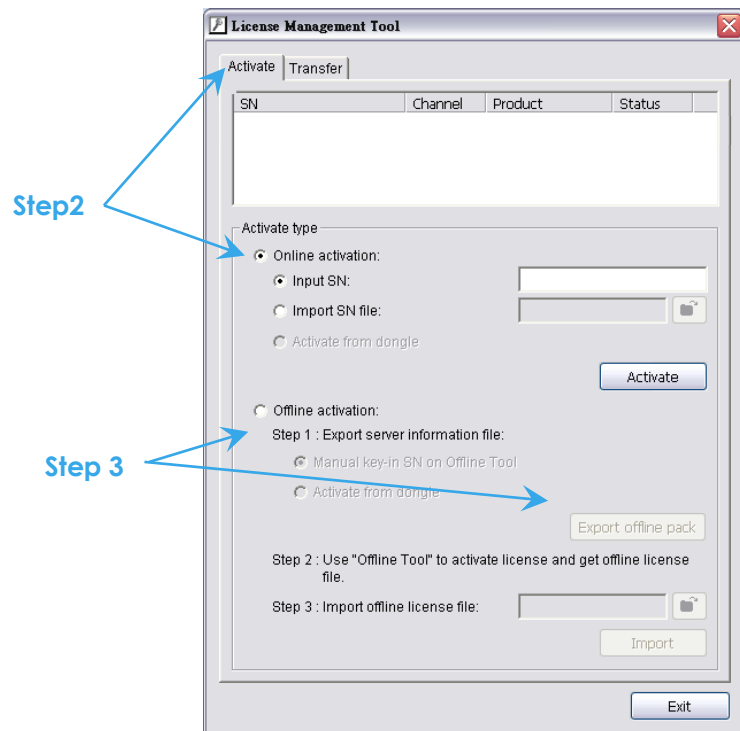 License Management Tool
Activate Transfer
SN Channel Product Status
Step2
Activate type
Online activation:
Input SN:
Import SN file:
Activate from dongle
Activate
Offline activation:
Step 1 : Export server information file:
Step 3
Manual key-in SN on Offline Tool
Activate from dongle
Export offline pack
Step 2 : Use "Offline Tool" to activate license and get offline license
file.
Step 3 : Import offline license file:
Import
Exit